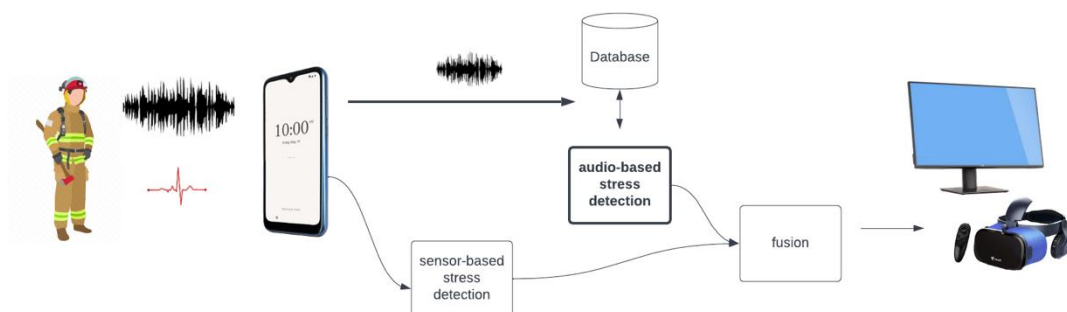 Database
10:00
audio-based
stress
detection
sensor-based
stress
detection
fusion